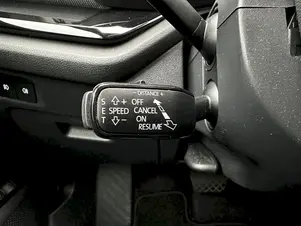 - DISTANCE +
S ⇧ + OFF
E SPEED CANCEL
T ⇩ - ON
RESUME